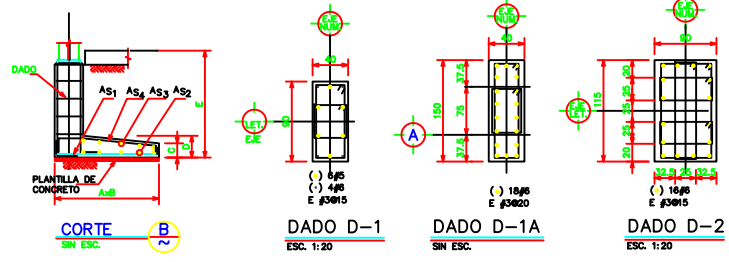 DADO
AS1
AS4
AS3
AS2
E
C
D
PLANTILLA DE
CONCRETO
AxB
CORTE
B
~
SIN ESC.
EJE
NUM.
40
90
EJE
LET.
EJE
( ) 6#5
(·) 4#6
E #3@15
DADO D-1
ESC. 1:20
EJE
NUM.
40
37.5
150
75
37.5
A
( ) 18#6
E #3@20
DADO D-1A
SIN ESC.
EJE
NUM.
90
20
25
115
25
25
20
EJE
LET.
32.5
25
32.5
( ) 16#6
E #3@15
DADO D-2
ESC. 1:20